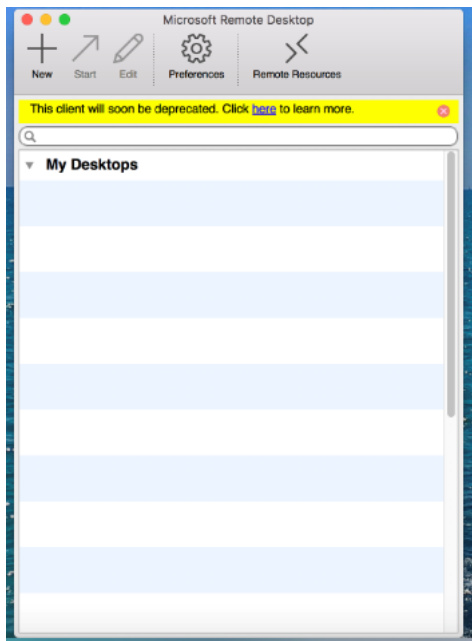 Microsoft Remote Desktop
New Start Edit Preferences Remote Resources
This client will soon be deprecated. Click here to learn more.
My Desktops